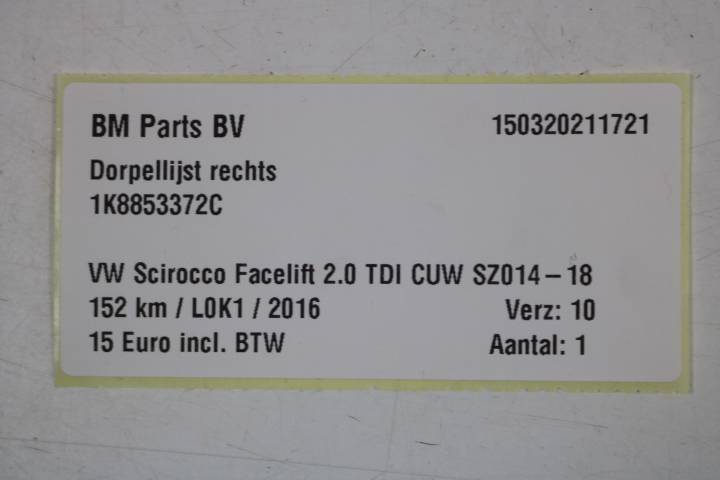 BM Parts BV 150320211721
Dorpellijst rechts
1K8853372C
VW Scirocco Facelift 2.0 TDI CUW SZ014-18
152 km / L0K1 / 2016 Verz: 10
15 Euro incl. BTW Aantal: 1